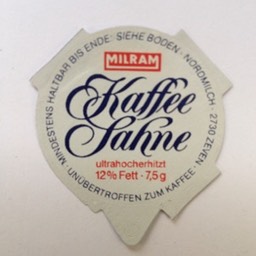 MILRAM
Kaffee
Sahne
ultrahocherhitzt
12% Fett · 7,5 g
MINDESTENS HALTBAR BIS ENDE: SIEHE BODEN · NORDMILCH · 2730 ZEVEN ·
· UNÜBERTROFFEN ZUM KAFFEE ·